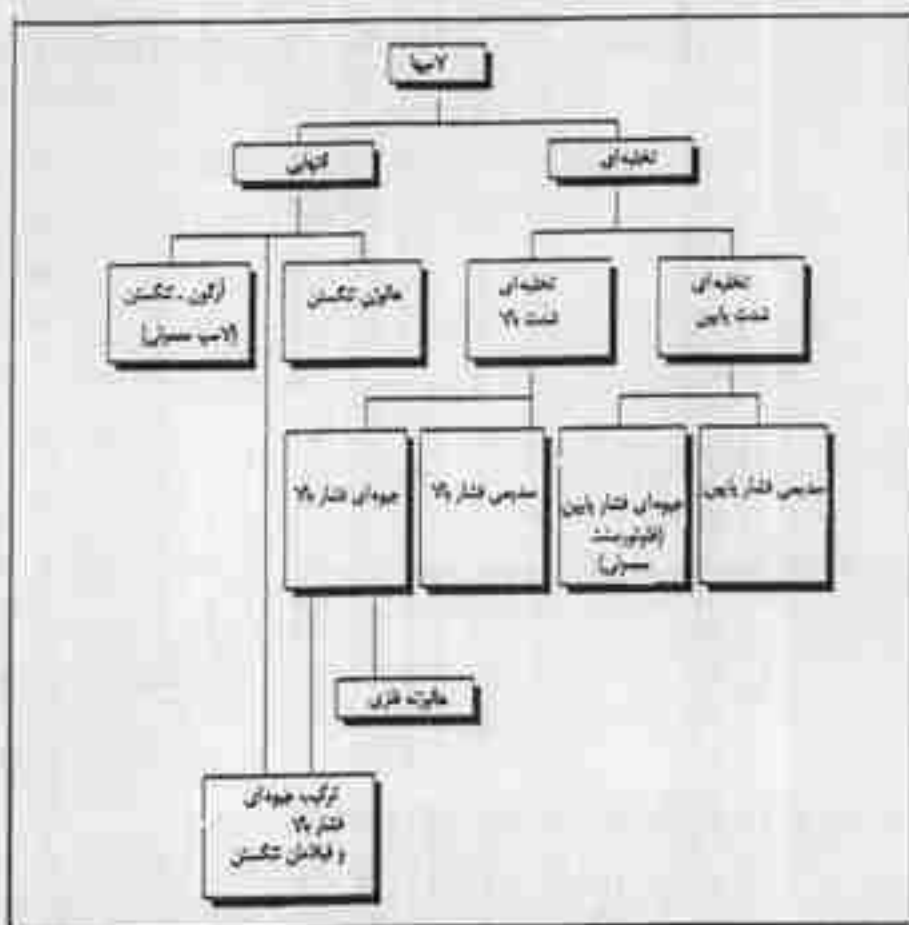 لامپها
تخلیه‌ای
التهابی
تخلیه‌ای
شدت پایین
تخلیه‌ای
شدت بالا
هالوژن تنگستن
آرگون ـ تنگستن
(لامپ معمولی)
سدیمی فشار پایین
جیوه‌ای فشار پایین
(فلوئورسنت
معمولی)
سدیمی فشار بالا
جیوه‌ای فشار بالا
هالوژنه فلزی
ترکیب جیوه‌ای
فشار بالا
و فیلامان تنگستن